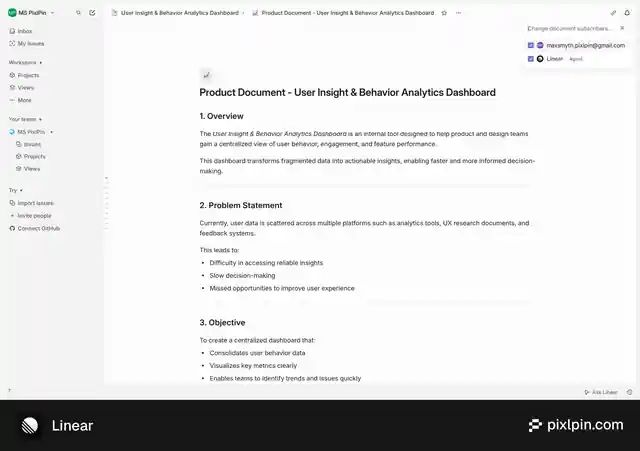 MS PixlPin
User Insight & Behavior Analytics Dashboard
Product Document - User Insight & Behavior Analytics Dashboard
Inbox
My issues
Workspace
Projects
Views
More
Your teams
MS PixlPin
Issues
Projects
Views
Try
Import issues
Invite people
Connect GitHub
Change document subscribers...
maxsmyth.pixlpin@gmail.com
Linear Agent
Product Document - User Insight & Behavior Analytics Dashboard
1. Overview
The User Insight & Behavior Analytics Dashboard is an internal tool designed to help product and design teams
gain a centralized view of user behavior, engagement, and feature performance.
This dashboard transforms fragmented data into actionable insights, enabling faster and more informed decision-
making.
2. Problem Statement
Currently, user data is scattered across multiple platforms such as analytics tools, UX research documents, and
feedback systems.
This leads to:
• Difficulty in accessing reliable insights
• Slow decision-making
• Missed opportunities to improve user experience
3. Objective
To create a centralized dashboard that:
• Consolidates user behavior data
• Visualizes key metrics clearly
• Enables teams to identify trends and issues quickly
?
Ask Linear
Linear
pixlpin.com